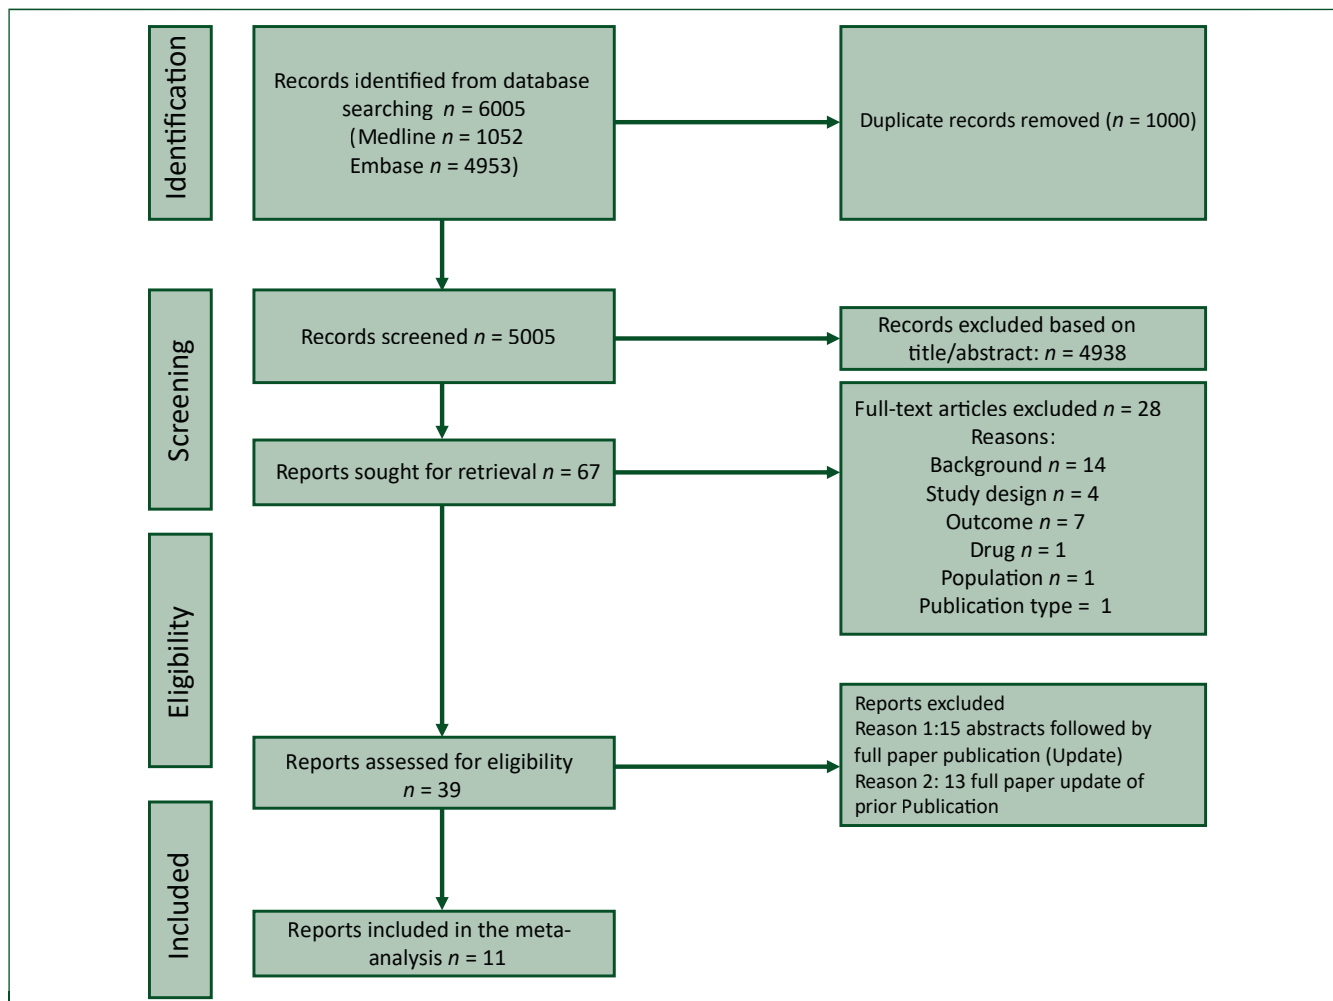 Identification
Records identified from database
searching n = 6005
(Medline n = 1052
Embase n = 4953)
Duplicate records removed (n = 1000)
Screening
Records screened n = 5005
Records excluded based on
title/abstract: n = 4938
Reports sought for retrieval n = 67
Full-text articles excluded n = 28
Reasons:
Background n = 14
Study design n = 4
Outcome n = 7
Drug n = 1
Population n = 1
Publication type = 1
Eligibility
Reports assessed for eligibility
n = 39
Reports excluded
Reason 1:15 abstracts followed by
full paper publication (Update)
Reason 2: 13 full paper update of
prior Publication
Included
Reports included in the meta-
analysis n = 11